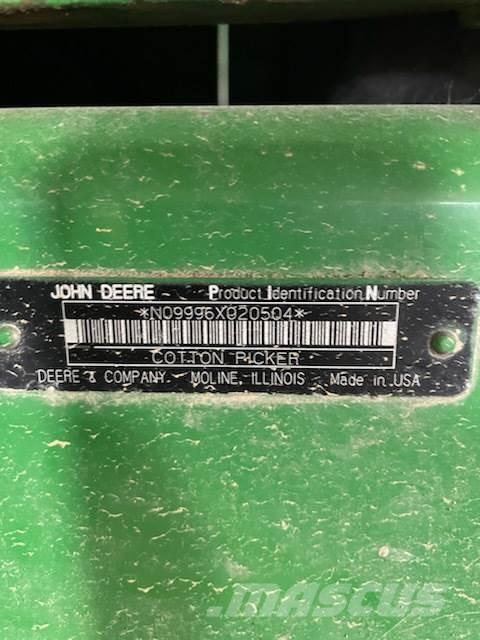 JOHN DEERE Product Identification Number
*N09996X020504*
COTTON PICKER
DEERE & COMPANY MOLINE, ILLINOIS Made in USA
MASCUS